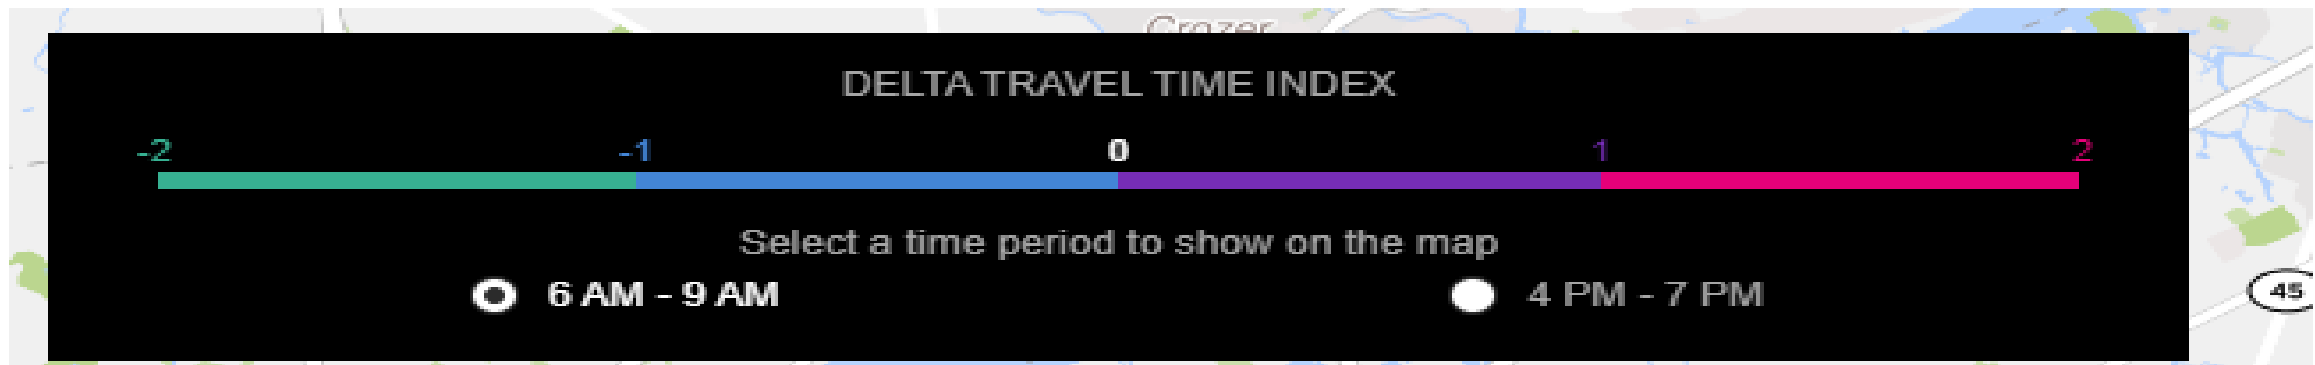 Crozer
DELTA TRAVEL TIME INDEX
-2 -1 0 1 2
Select a time period to show on the map
6 AM - 9 AM 4 PM - 7 PM
45